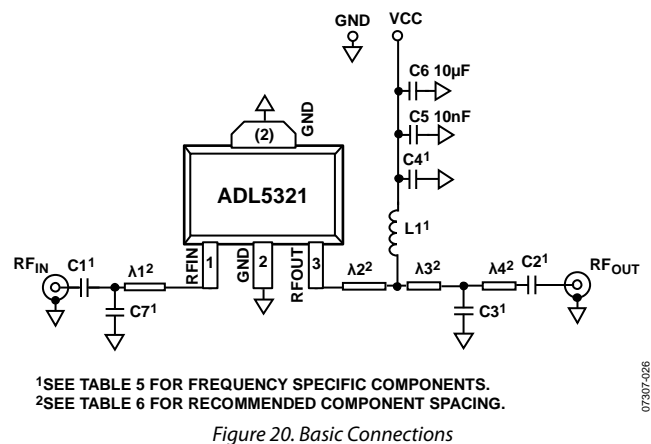 GND
VCC
C6 10µF
C5 10nF
C4¹
L1¹
(2)
GND
ADL5321
RFIN
1
GND
2
RFOUT
3
RF_IN
C1¹
λ1²
C7¹
λ2²
λ3²
λ4²
C2¹
C3¹
RF_OUT
¹SEE TABLE 5 FOR FREQUENCY SPECIFIC COMPONENTS.
²SEE TABLE 6 FOR RECOMMENDED COMPONENT SPACING.
07307-026
Figure 20. Basic Connections